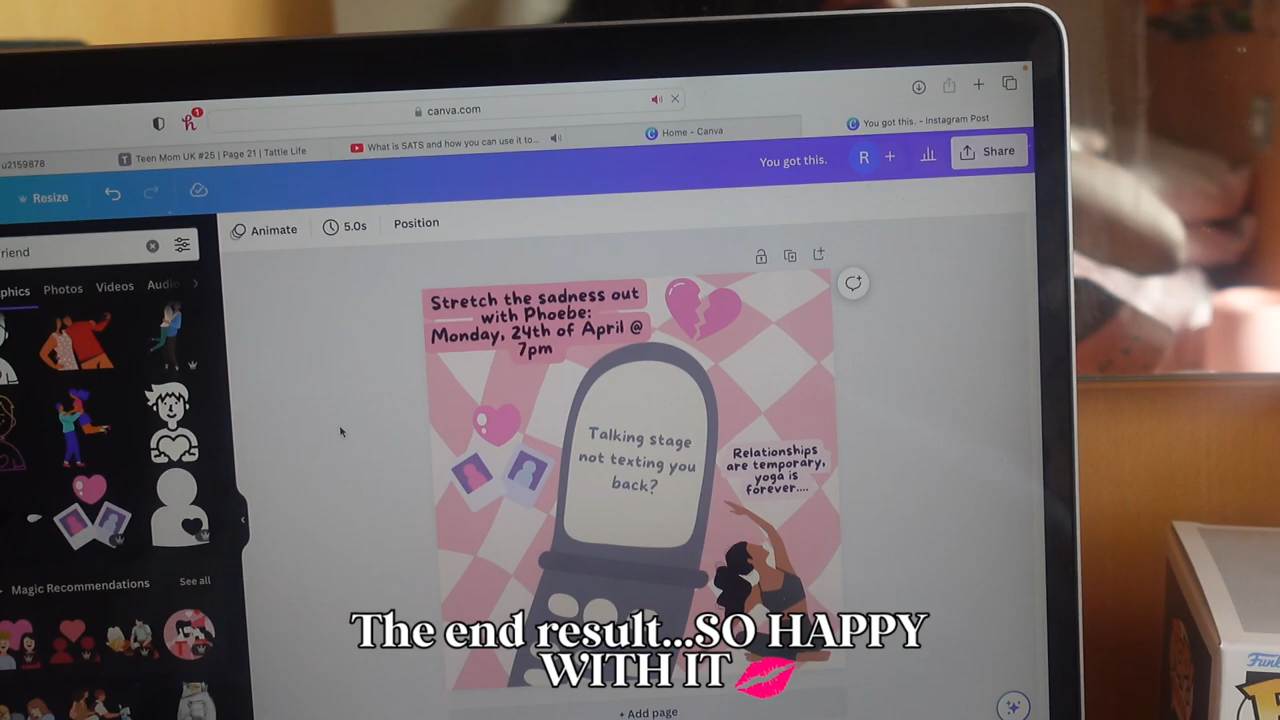 canva.com
u2159878
Teen Mom UK #25 | Page 21 | Tattle Life
What is SATS and how you can use it to...
Home - Canva
You got this. - Instagram Post
Resize
You got this.
R
Share
riend
Animate
5.0s
Position
phics
Photos
Videos
Audio
Stretch the sadness out
with Phoebe:
Monday, 24th of April @
7pm
Talking stage
not texting you
back?
Relationships
are temporary,
yoga is
forever....
Magic Recommendations
See all
The end result...SO HAPPY
WITH IT
+ Add page
Funko